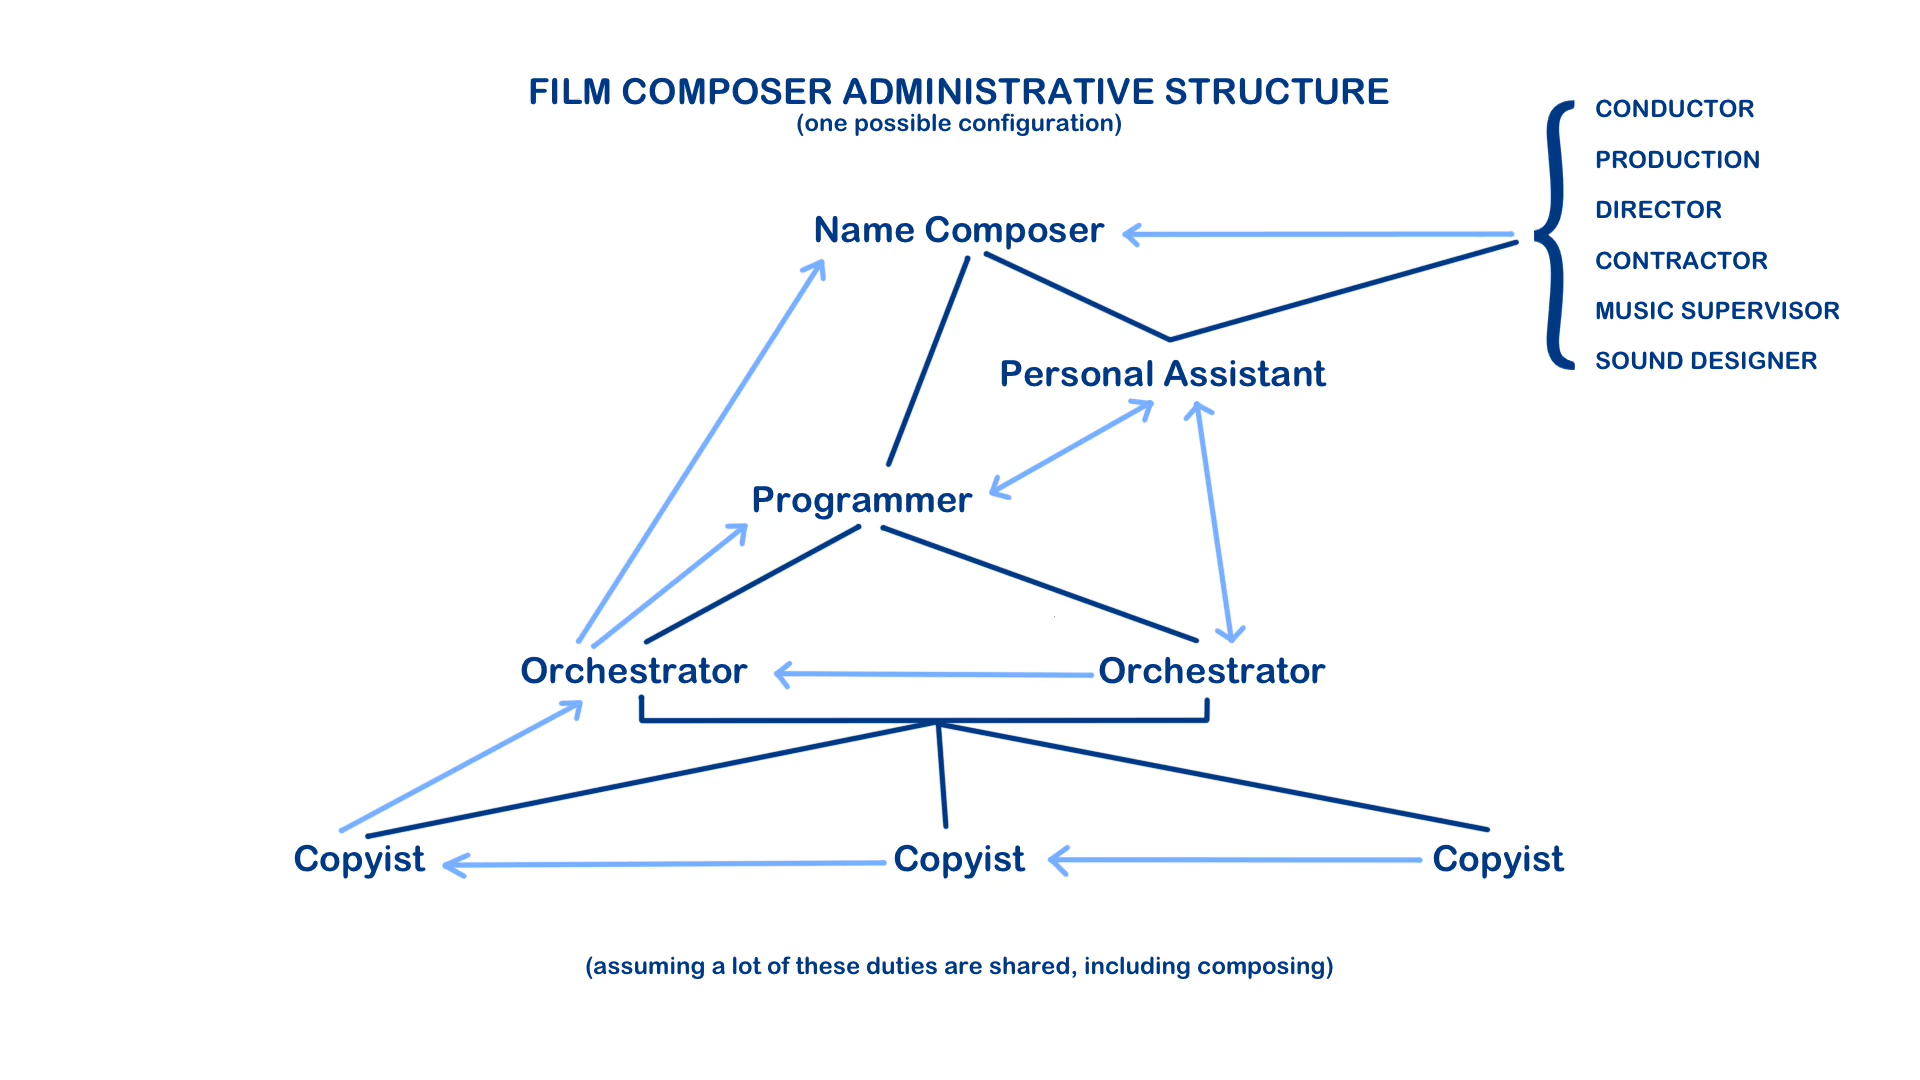 FILM COMPOSER ADMINISTRATIVE STRUCTURE
(one possible configuration)
CONDUCTOR
PRODUCTION
DIRECTOR
CONTRACTOR
MUSIC SUPERVISOR
SOUND DESIGNER
Name Composer
Personal Assistant
Programmer
Orchestrator
Orchestrator
Copyist
Copyist
Copyist
(assuming a lot of these duties are shared, including composing)